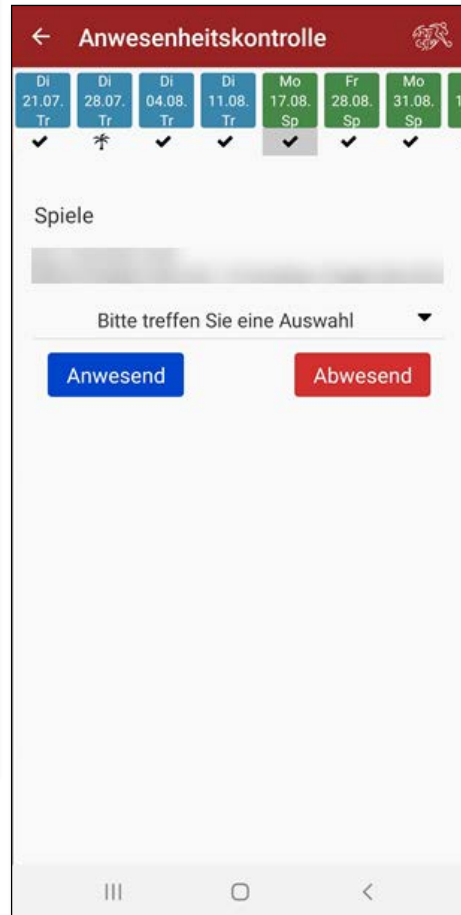 Anwesenheitskontrolle
Di Di Di Di Mo Fr Mo
21.07. 28.07. 04.08. 11.08. 17.08. 28.08. 31.08. 1
Tr Tr Tr Tr Sp Sp Sp
Spiele
Bitte treffen Sie eine Auswahl
Anwesend Abwesend